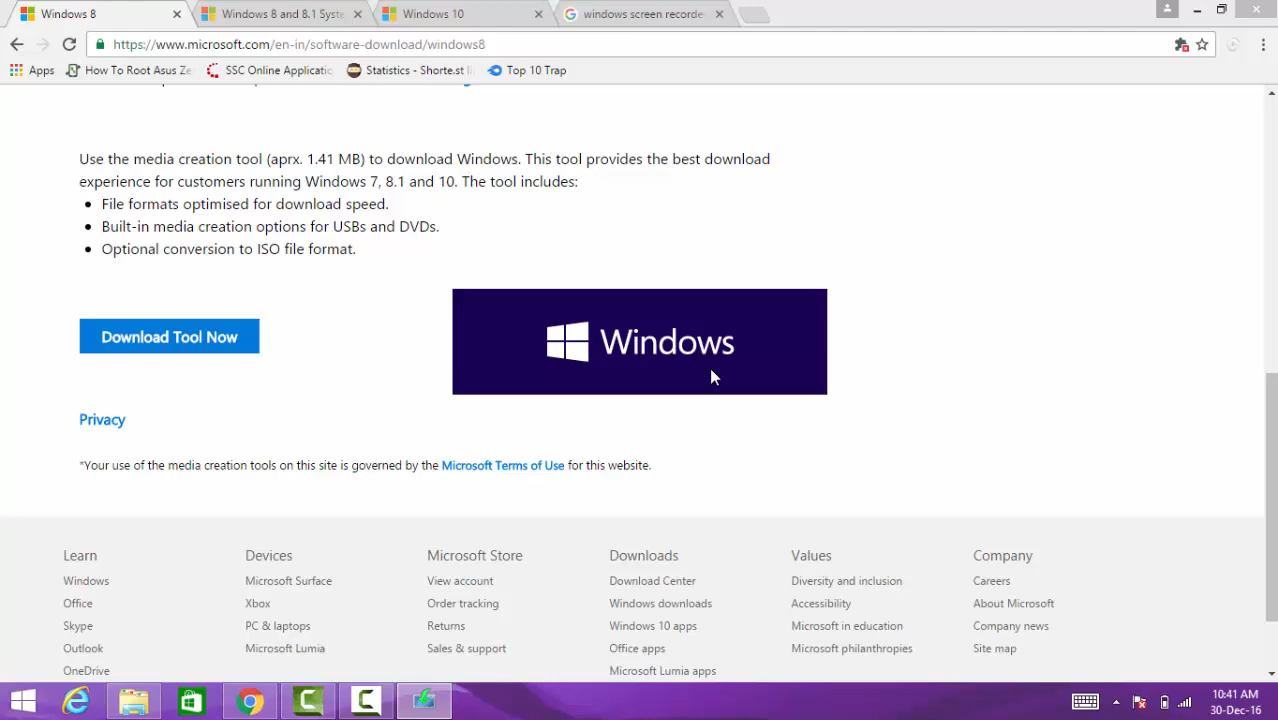 Windows 8
Windows 8 and 8.1 Syste
Windows 10
windows screen recorde
https://www.microsoft.com/en-in/software-download/windows8
Apps
How To Root Asus Ze
SSC Online Applicatic
Statistics - Shorte.st li
Top 10 Trap
Use the media creation tool (aprx. 1.41 MB) to download Windows. This tool provides the best download
experience for customers running Windows 7, 8.1 and 10. The tool includes:
• File formats optimised for download speed.
• Built-in media creation options for USBs and DVDs.
• Optional conversion to ISO file format.
Download Tool Now
Windows
Privacy
*Your use of the media creation tools on this site is governed by the Microsoft Terms of Use for this website.
Learn Devices Microsoft Store Downloads Values Company
Windows Microsoft Surface View account Download Center Diversity and inclusion Careers
Office Xbox Order tracking Windows downloads Accessibility About Microsoft
Skype PC & laptops Returns Windows 10 apps Microsoft in education Company news
Outlook Microsoft Lumia Sales & support Office apps Microsoft philanthropies Site map
OneDrive Microsoft Lumia apps
10:41 AM
30-Dec-16